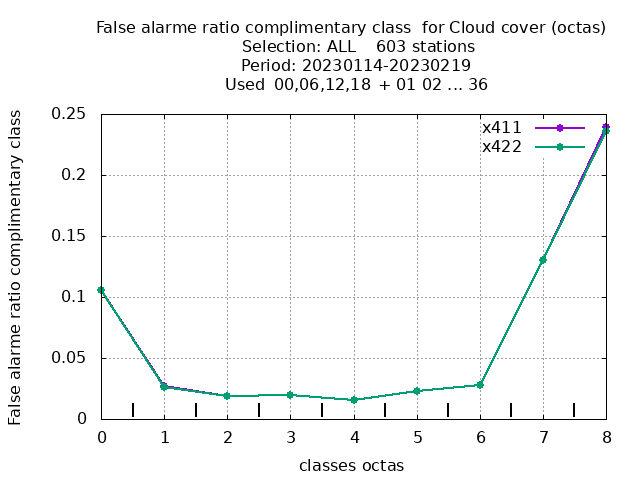 False alarme ratio complimentary class  for Cloud cover (octas)
Selection: ALL    603 stations
Period: 20230114-20230219
Used  00,06,12,18 + 01 02 ... 36
False alarme ratio complimentary class
0.25
0.2
0.15
0.1
0.05
0
x411
x422
0 1 2 3 4 5 6 7 8
classes octas